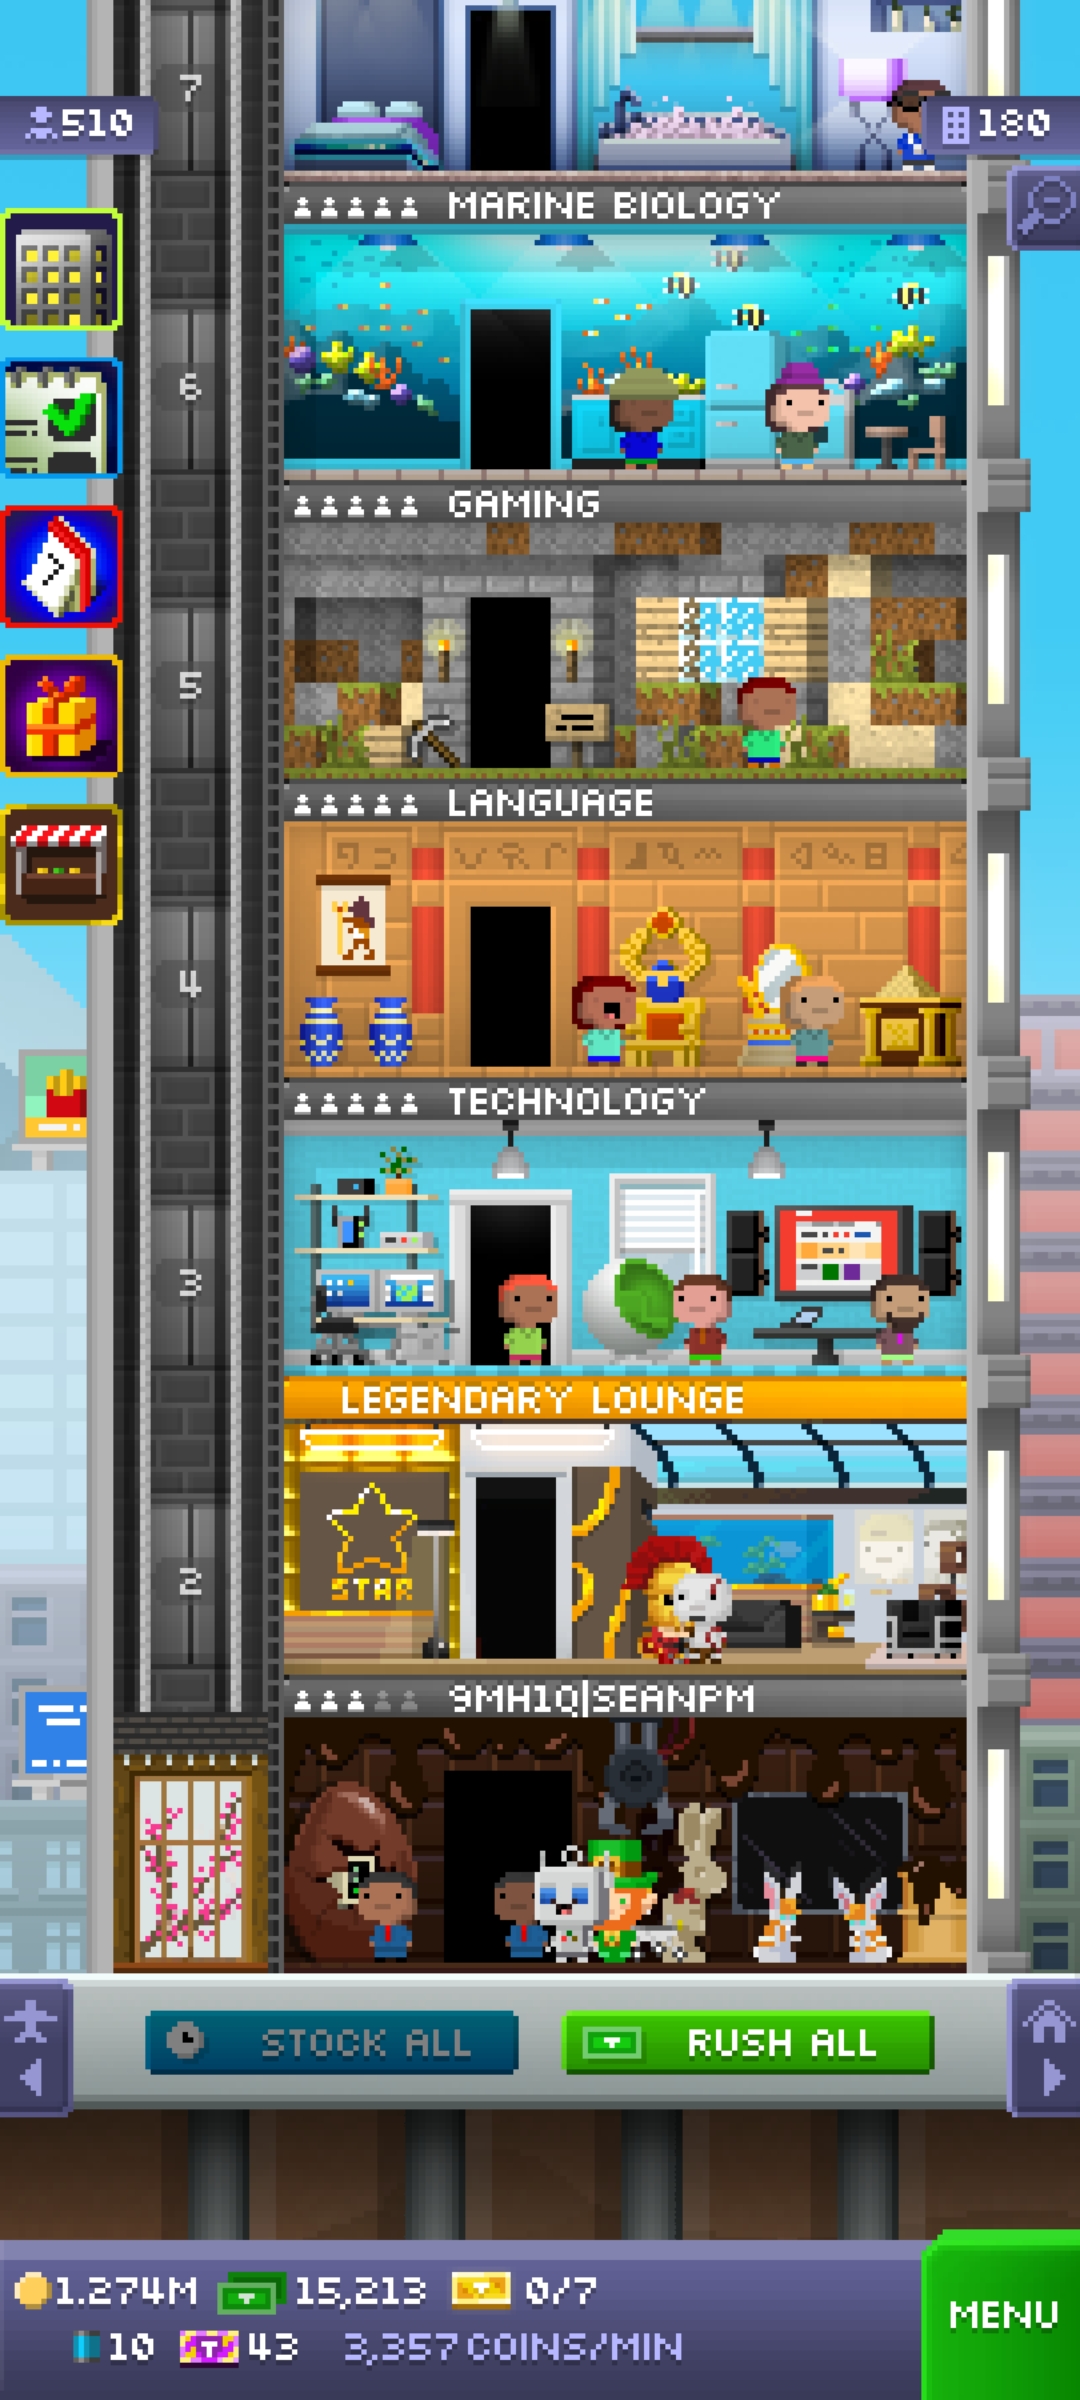 7
510
180
MARINE BIOLOGY
6
GAMING
5
LANGUAGE
4
TECHNOLOGY
3
LEGENDARY LOUNGE
STAR
2
9MH1Q|SEANPM
STOCK ALL
RUSH ALL
1.274M 15,213 0/7
10 43 3,357 COINS/MIN
MENU